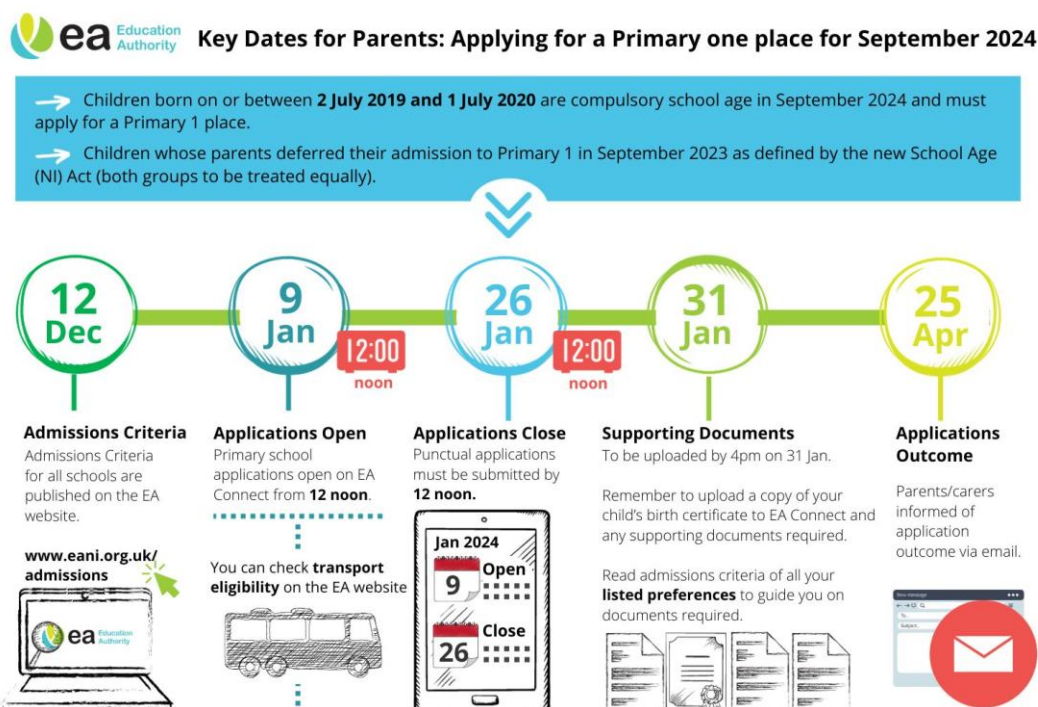 ea Education
Authority
Key Dates for Parents: Applying for a Primary one place for September 2024
Children born on or between 2 July 2019 and 1 July 2020 are compulsory school age in September 2024 and must
apply for a Primary 1 place.
Children whose parents deferred their admission to Primary 1 in September 2023 as defined by the new School Age
(NI) Act (both groups to be treated equally).
12
Dec
9
Jan
12:00
noon
26
Jan
12:00
noon
31
Jan
25
Apr
Admissions Criteria
Admissions Criteria
for all schools are
published on the EA
website.
www.eani.org.uk/
admissions
ea Education
Authority
Applications Open
Primary school
applications open on EA
Connect from 12 noon.
You can check transport
eligibility on the EA website
Applications Close
Punctual applications
must be submitted by
12 noon.
Jan 2024
9
Open
Close
26
Supporting Documents
To be uploaded by 4pm on 31 Jan.
Remember to upload a copy of your
child's birth certificate to EA Connect and
any supporting documents required.
Read admissions criteria of all your
listed preferences to guide you on
documents required.
Applications
Outcome
Parents/carers
informed of
application
outcome via email.
New message
To...
Subject...